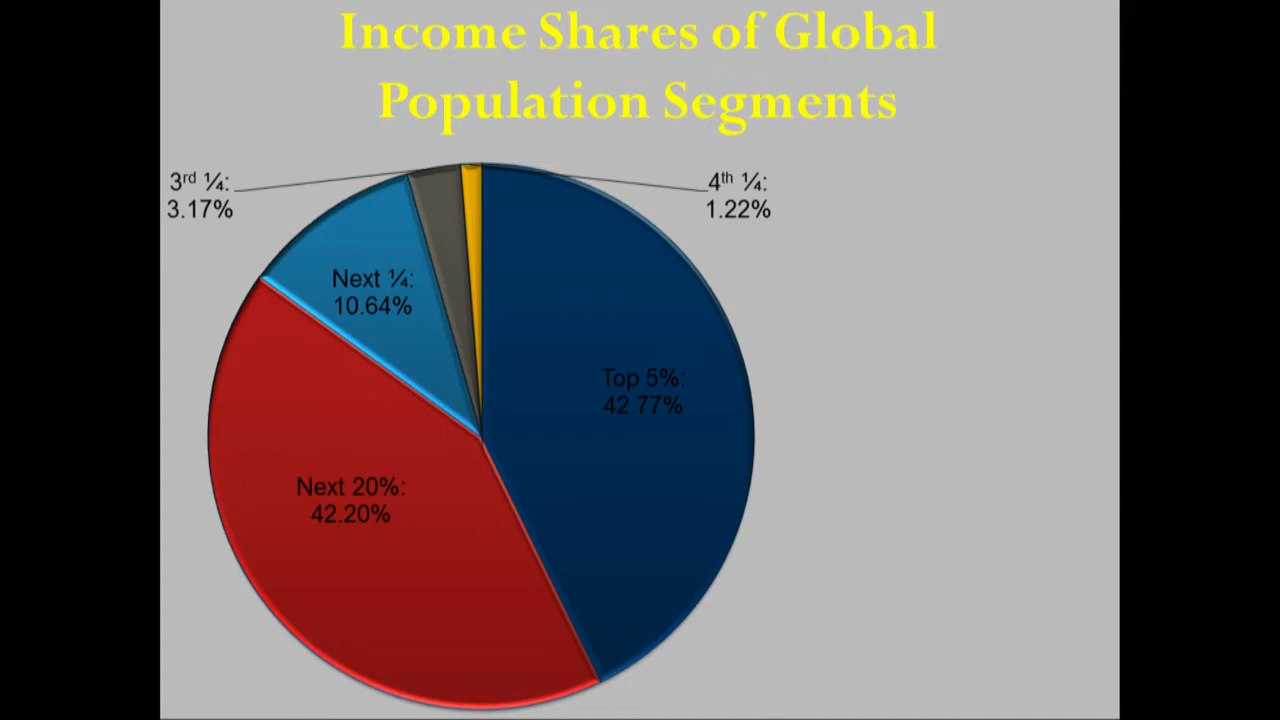 Income Shares of Global
Population Segments
3rd ¼:
3.17%
4th ¼:
1.22%
Next ¼:
10.64%
Top 5%:
42.77%
Next 20%:
42.20%